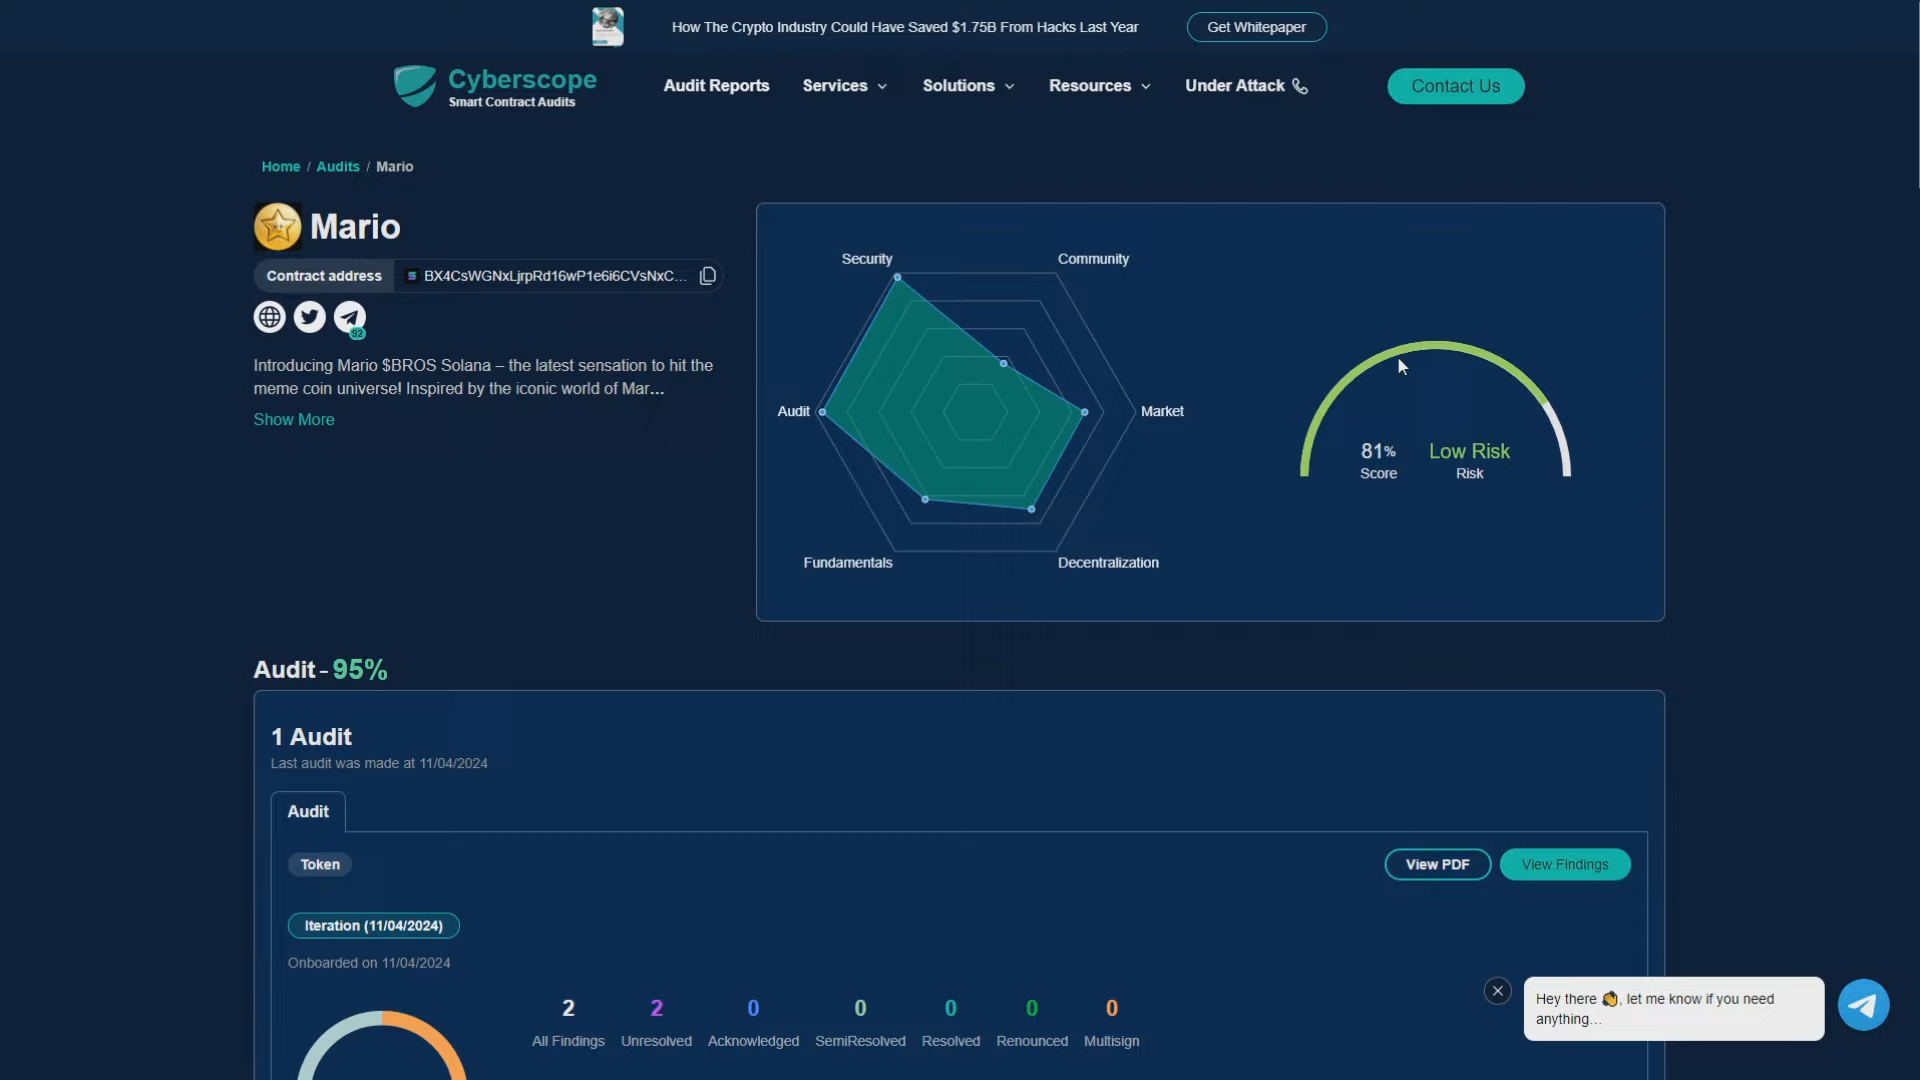 How The Crypto Industry Could Have Saved $1.75B From Hacks Last Year
Get Whitepaper
Cyberscope
Smart Contract Audits
Audit Reports
Services
Solutions
Resources
Under Attack
Contact Us
Home / Audits / Mario
Mario
Contract address
BX4CsWGNxLjrpRd16wP1e6i6CVsNxC...
92
Introducing Mario $BROS Solana – the latest sensation to hit the
meme coin universe! Inspired by the iconic world of Mar...
Show More
Security
Community
Audit
Market
Fundamentals
Decentralization
81%
Score
Low Risk
Risk
Audit - 95%
1 Audit
Last audit was made at 11/04/2024
Audit
Token
View PDF
View Findings
Iteration (11/04/2024)
Onboarded on 11/04/2024
2
All Findings
2
Unresolved
0
Acknowledged
0
SemiResolved
0
Resolved
0
Renounced
0
Multisign
Hey there 👋, let me know if you need
anything...